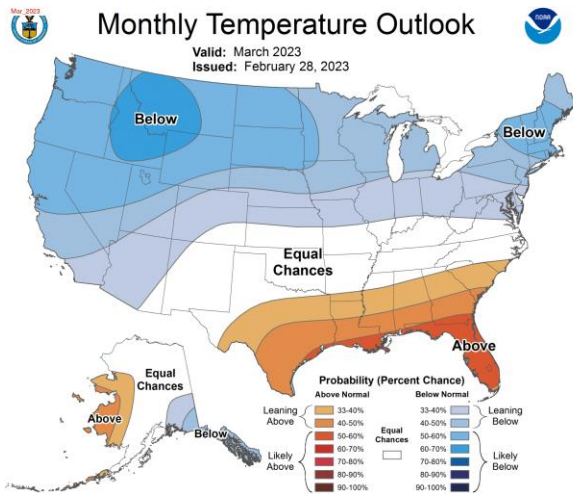 Mar 2023
Monthly Temperature Outlook
NOAA
Valid: March 2023
Issued: February 28, 2023
Below
Below
Equal
Chances
Above
Equal
Chances
Above
Below
Probability (Percent Chance)
Above Normal
Below Normal
Leaning
Above
33-40%
40-50%
Likely
Above
50-60%
60-70%
70-80%
80-90%
90-100%
Equal
Chances
33-40%
40-50%
Leaning
Below
50-60%
60-70%
70-80%
80-90%
90-100%
Likely
Below